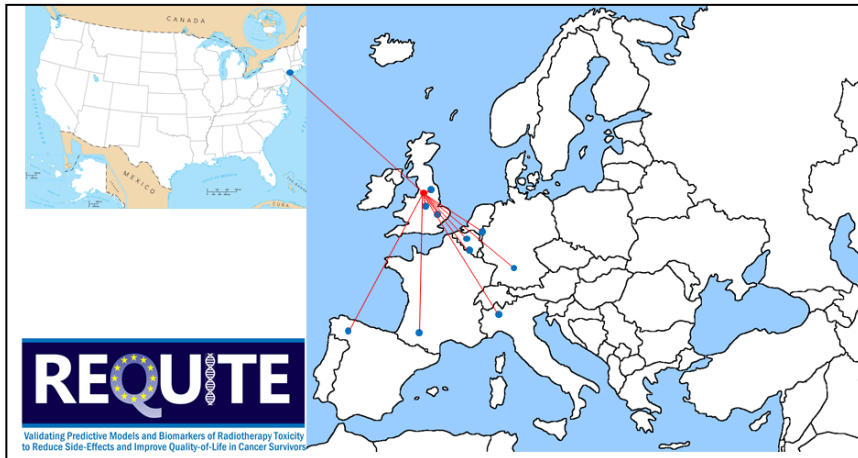 CANADA
MEXICO
CUBA
REQUITE
Validating Predictive Models and Biomarkers of Radiotherapy Toxicity
to Reduce Side-Effects and Improve Quality-of-Life in Cancer Survivors